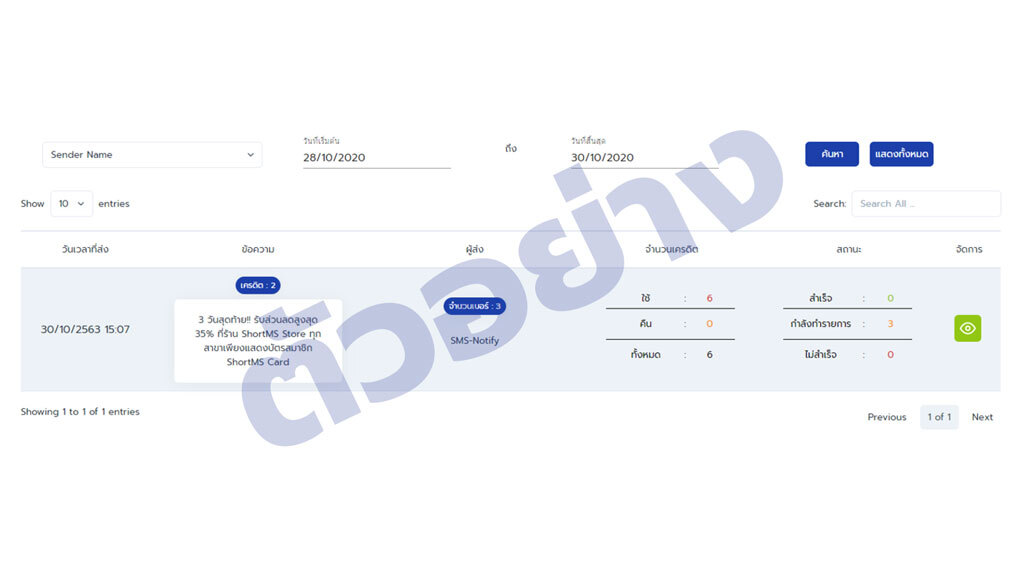 Sender Name
วันที่เริ่มต้น
28/10/2020
ถึง
วันที่สิ้นสุด
30/10/2020
ค้นหา
แสดงทั้งหมด
Show 10 entries
Search: Search All ...
วันเวลาที่ส่ง ข้อความ ผู้ส่ง จำนวนเครดิต สถานะ จัดการ
30/10/2563 15:07
เครดิต : 2
3 วันสุดท้าย!! รับส่วนลดสูงสุด
35% ที่ร้าน ShortMS Store ทุก
สาขาเพียงแสดงบัตรสมาชิก
ShortMS Card
จำนวนเบอร์ : 3
SMS-Notify
ใช้ : 6
คืน : 0
ทั้งหมด : 6
สำเร็จ : 0
กำลังทำรายการ : 3
ไม่สำเร็จ : 0
Showing 1 to 1 of 1 entries
Previous 1 of 1 Next
ตัวอย่าง